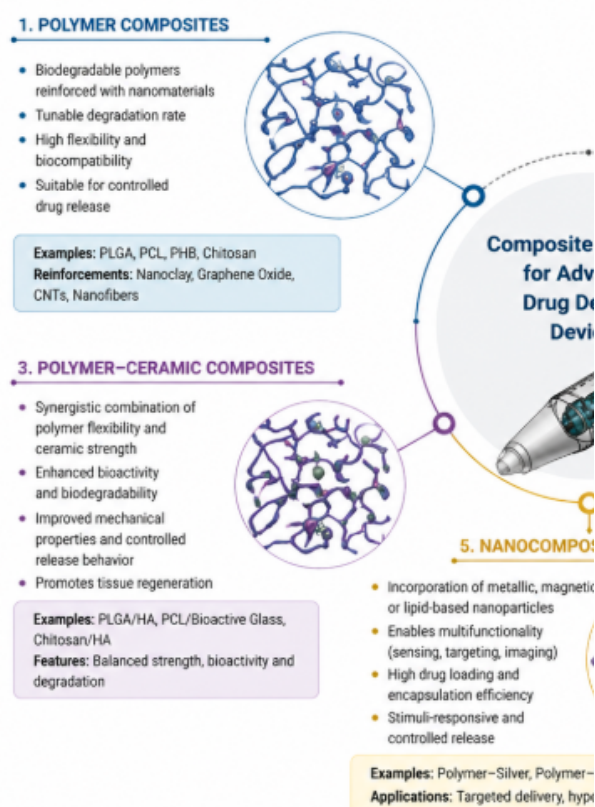 1. POLYMER COMPOSITES
• Biodegradable polymers
reinforced with nanomaterials
• Tunable degradation rate
• High flexibility and
biocompatibility
• Suitable for controlled
drug release
Examples: PLGA, PCL, PHB, Chitosan
Reinforcements: Nanoclay, Graphene Oxide,
CNTs, Nanofibers
Composite
for Adv
Drug De
Devi
3. POLYMER–CERAMIC COMPOSITES
• Synergistic combination of
polymer flexibility and
ceramic strength
• Enhanced bioactivity
and biodegradability
• Improved mechanical
properties and controlled
release behavior
• Promotes tissue regeneration
Examples: PLGA/HA, PCL/Bioactive Glass,
Chitosan/HA
Features: Balanced strength, bioactivity and
degradation
5. NANOCOMPOS
• Incorporation of metallic, magnetic
or lipid-based nanoparticles
• Enables multifunctionality
(sensing, targeting, imaging)
• High drug loading and
encapsulation efficiency
• Stimuli-responsive and
controlled release
Examples: Polymer–Silver, Polymer–
Applications: Targeted delivery, hype